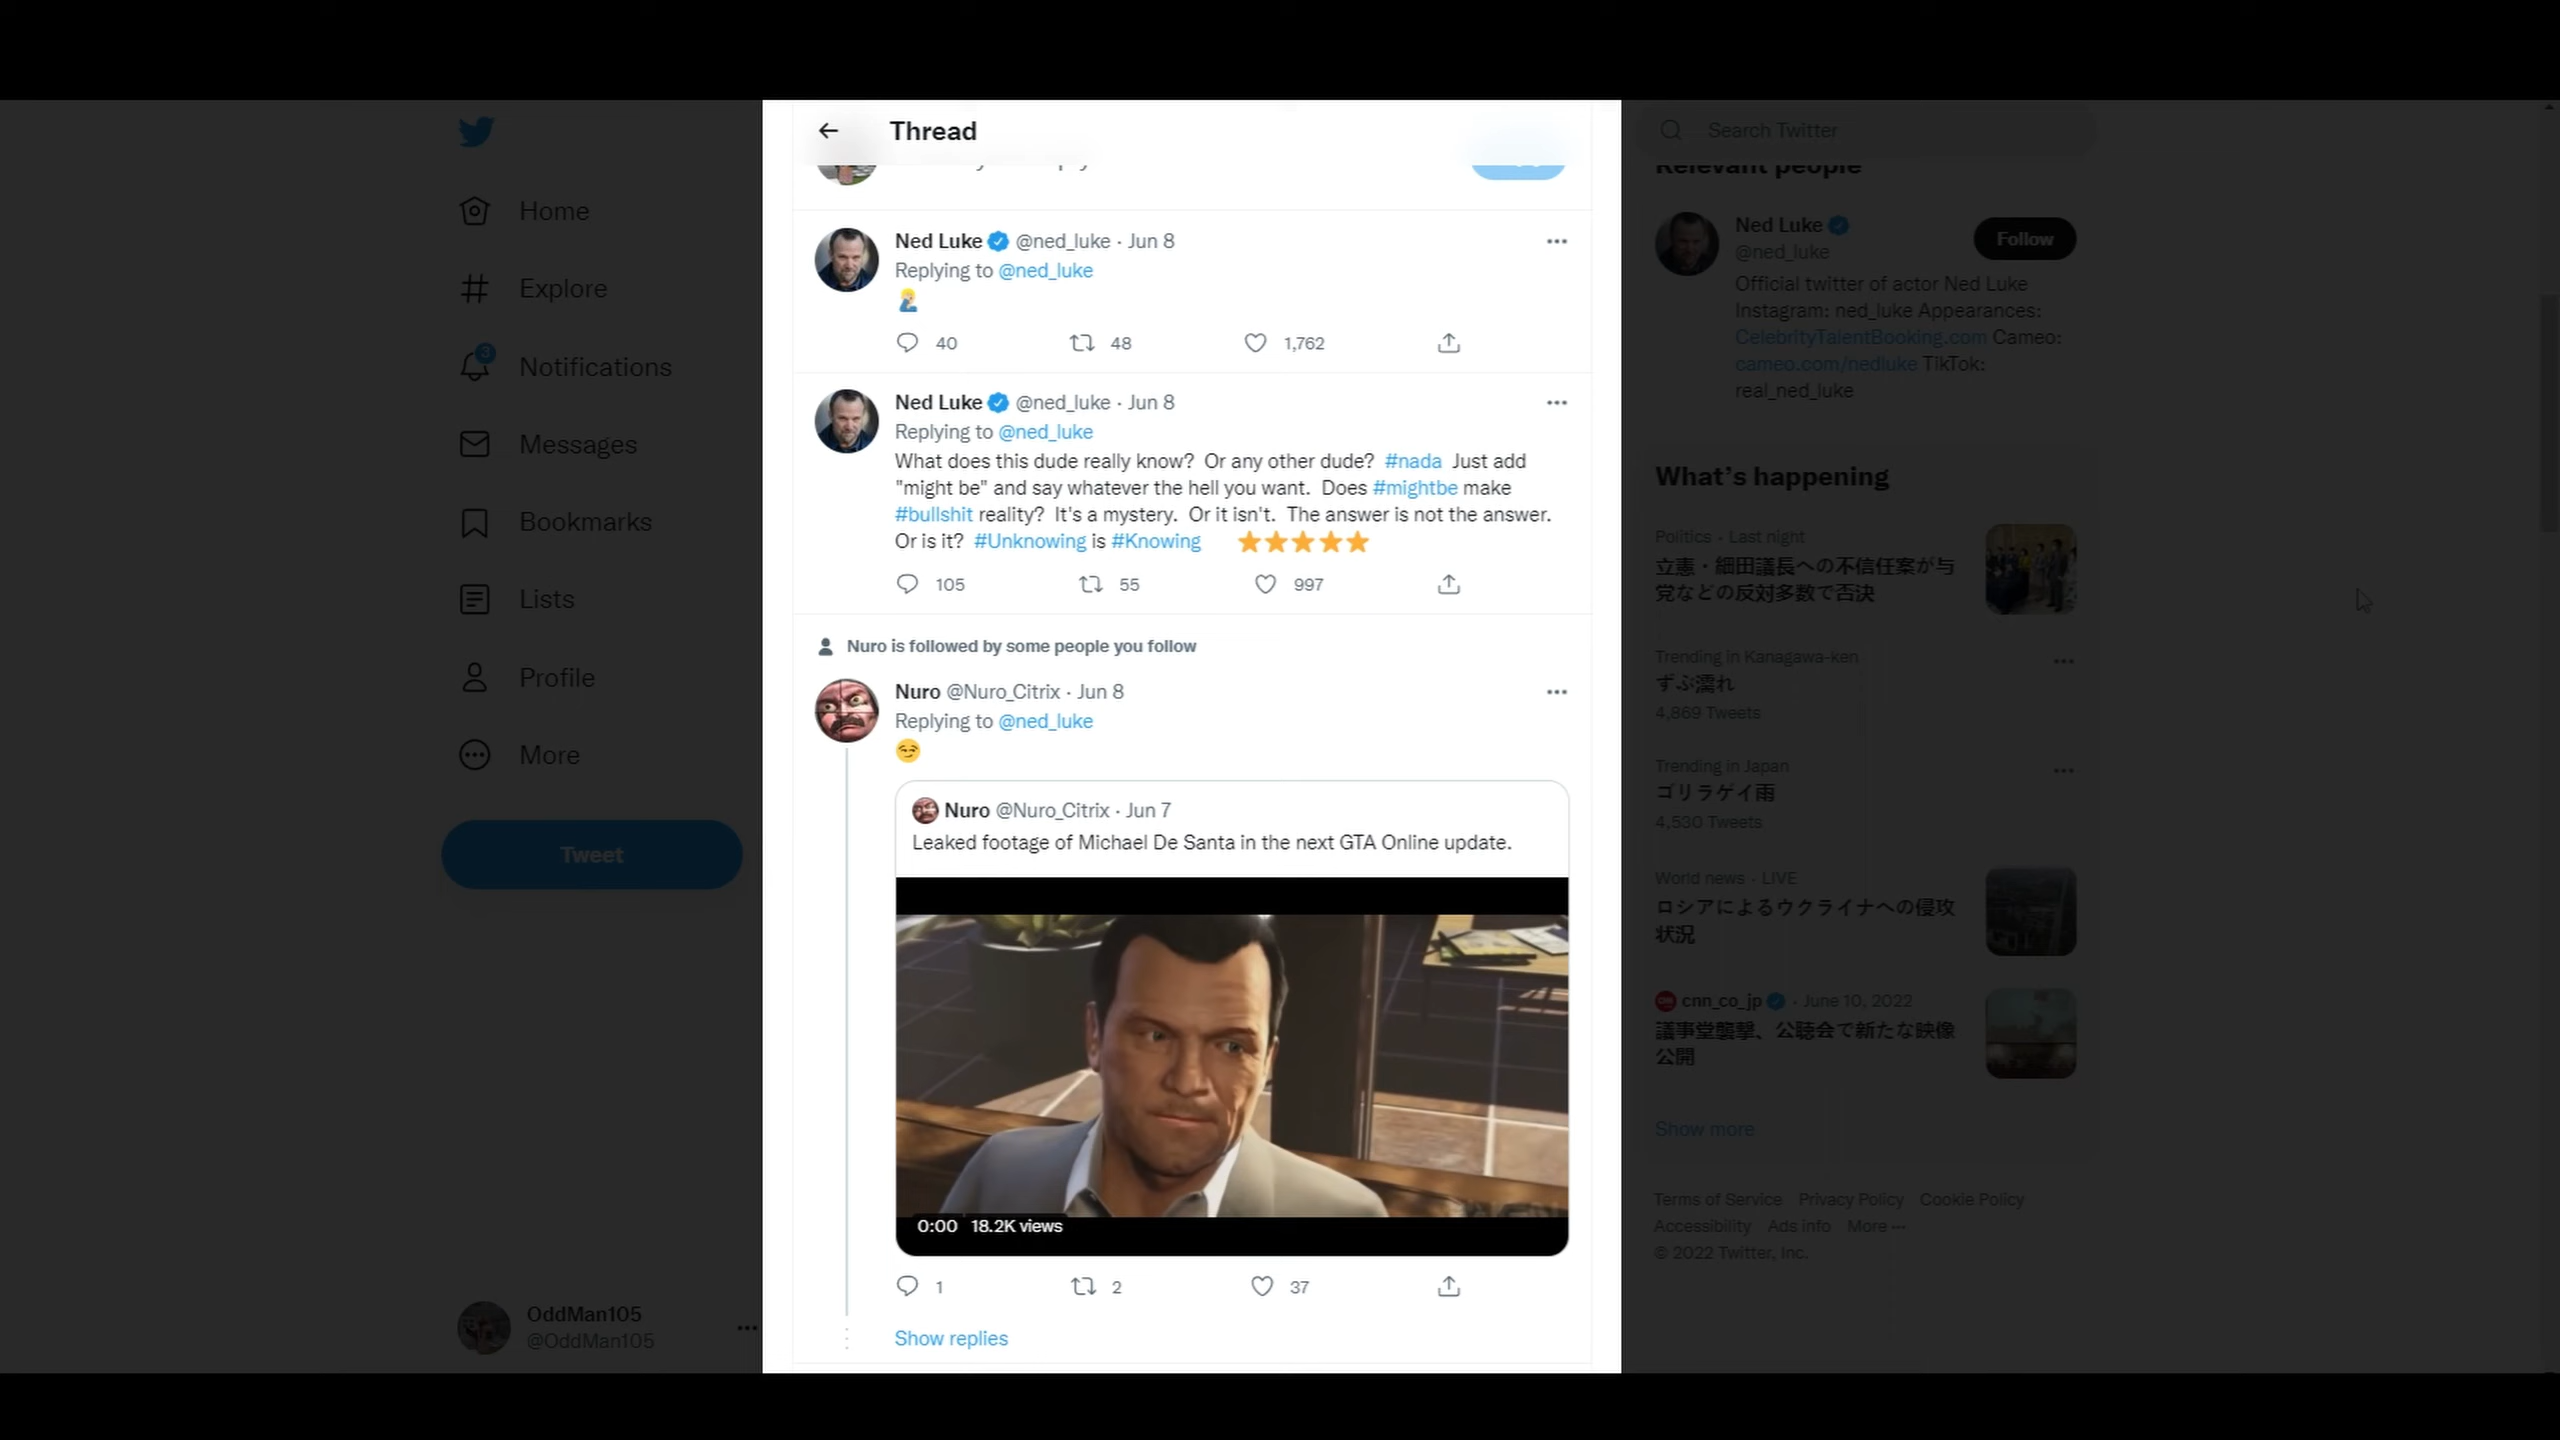 Home
Explore
3
Notifications
Messages
Bookmarks
Lists
Profile
More
Tweet
OddMan105
@OddMan105
Thread
Ned Luke @ned_luke · Jun 8
Replying to @ned_luke
40 48 1,762
Ned Luke @ned_luke · Jun 8
Replying to @ned_luke
What does this dude really know? Or any other dude? #nada Just add
"might be" and say whatever the hell you want. Does #mightbe make
#bullshit reality? It's a mystery. Or it isn't. The answer is not the answer.
Or is it? #Unknowing is #Knowing
105 55 997
Nuro is followed by some people you follow
Nuro @Nuro_Citrix · Jun 8
Replying to @ned_luke
Nuro @Nuro_Citrix · Jun 7
Leaked footage of Michael De Santa in the next GTA Online update.
0:00 18.2K views
1 2 37
Show replies
Search Twitter
Relevant people
Ned Luke
@ned_luke
Follow
Official twitter of actor Ned Luke
Instagram: ned_luke Appearances:
CelebrityTalentBooking.com Cameo:
cameo.com/nedluke TikTok:
real_ned_luke
What's happening
Politics · Last night
立憲・細田議長への不信任案が与
党などの反対多数で否決
Trending in Kanagawa-ken
ずぶ濡れ
4,869 Tweets
Trending in Japan
ゴリラゲイ雨
4,530 Tweets
World news · LIVE
ロシアによるウクライナへの侵攻
状況
cnn_co_jp · June 10, 2022
議事堂襲撃、公聴会で新たな映像
公開
Show more
Terms of Service Privacy Policy Cookie Policy
Accessibility Ads info More
© 2022 Twitter, Inc.